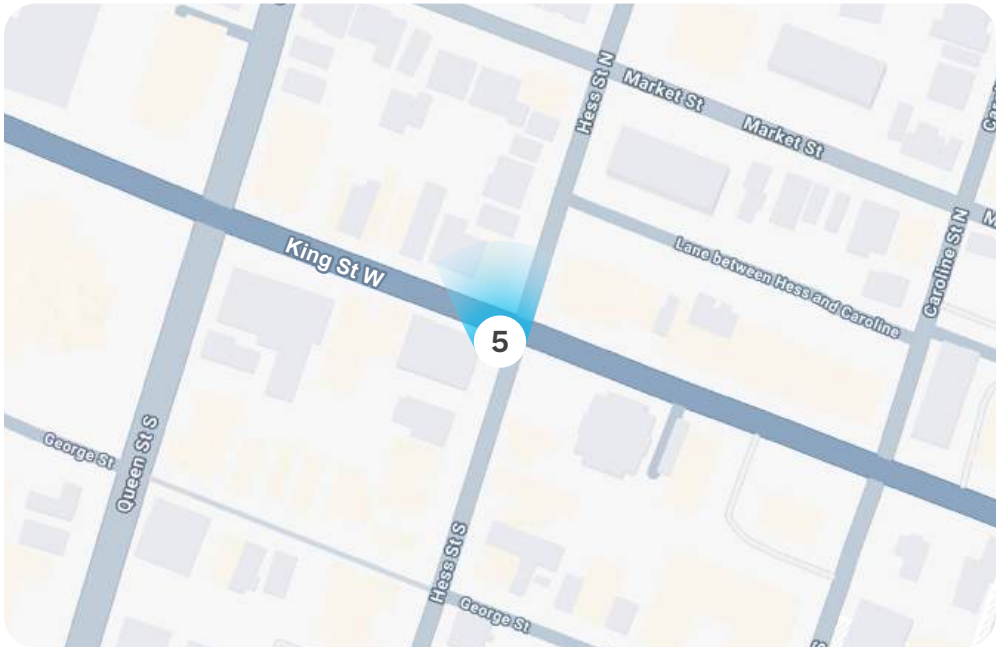 Hess St N
Market St
Market St
Lane between Hess and Caroline
Caroline St N
King St W
5
George St
Queen St S
Hess St S
George St